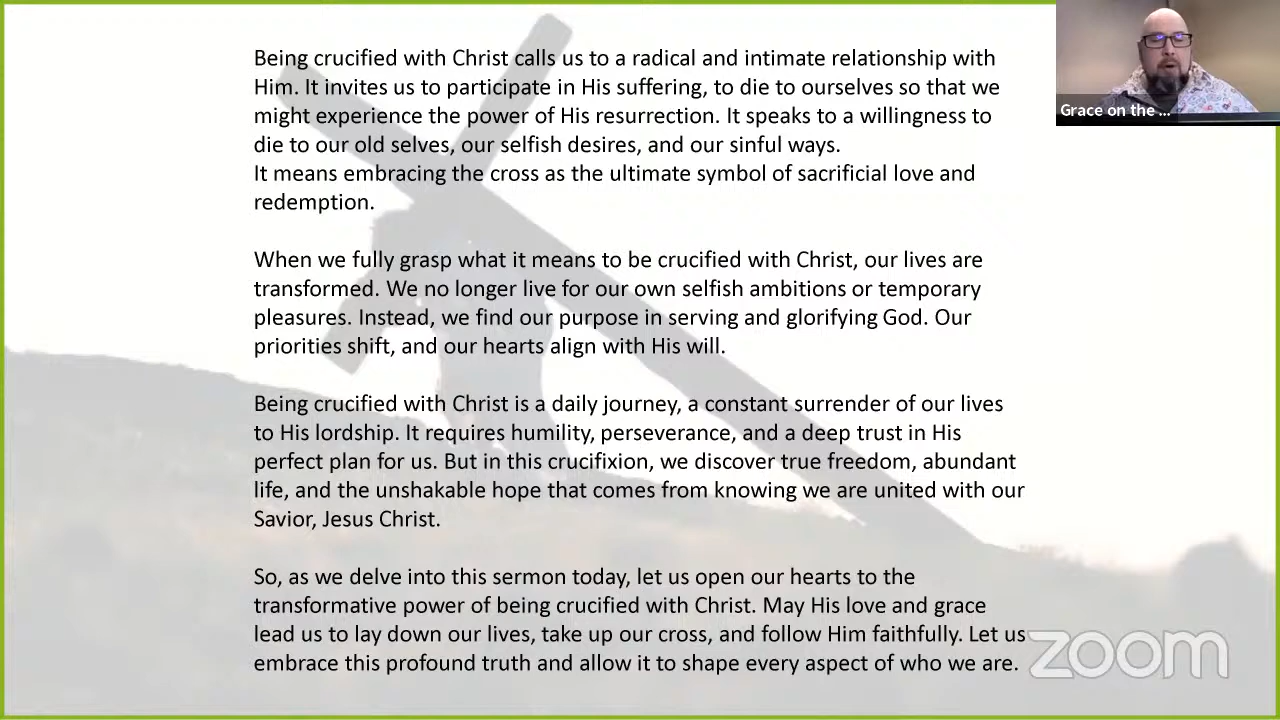 Being crucified with Christ calls us to a radical and intimate relationship with
Him. It invites us to participate in His suffering, to die to ourselves so that we
might experience the power of His resurrection. It speaks to a willingness to
die to our old selves, our selfish desires, and our sinful ways.
It means embracing the cross as the ultimate symbol of sacrificial love and
redemption.
When we fully grasp what it means to be crucified with Christ, our lives are
transformed. We no longer live for our own selfish ambitions or temporary
pleasures. Instead, we find our purpose in serving and glorifying God. Our
priorities shift, and our hearts align with His will.
Being crucified with Christ is a daily journey, a constant surrender of our lives
to His lordship. It requires humility, perseverance, and a deep trust in His
perfect plan for us. But in this crucifixion, we discover true freedom, abundant
life, and the unshakable hope that comes from knowing we are united with our
Savior, Jesus Christ.
So, as we delve into this sermon today, let us open our hearts to the
transformative power of being crucified with Christ. May His love and grace
lead us to lay down our lives, take up our cross, and follow Him faithfully. Let us
embrace this profound truth and allow it to shape every aspect of who we are.
Grace on the ...
zoom